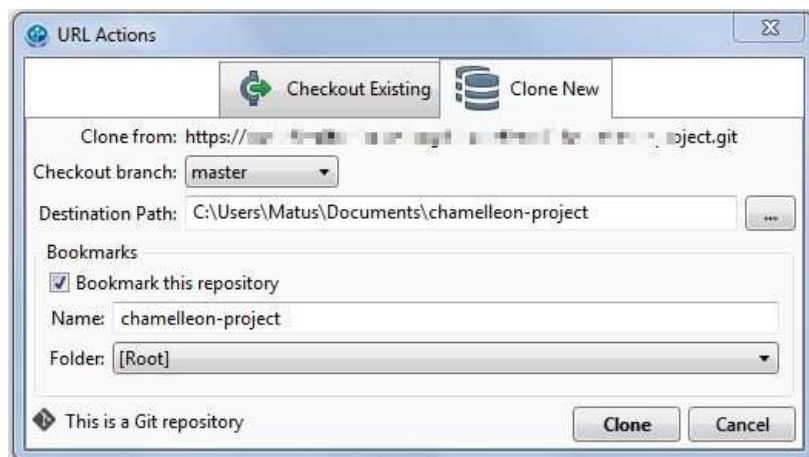 URL Actions
Checkout Existing
Clone New
Clone from: https://
oject.git
Checkout branch: master
Destination Path: C:\Users\Matus\Documents\chamelleon-project
...
Bookmarks
Bookmark this repository
Name: chamelleon-project
Folder: [Root]
This is a Git repository
Clone
Cancel